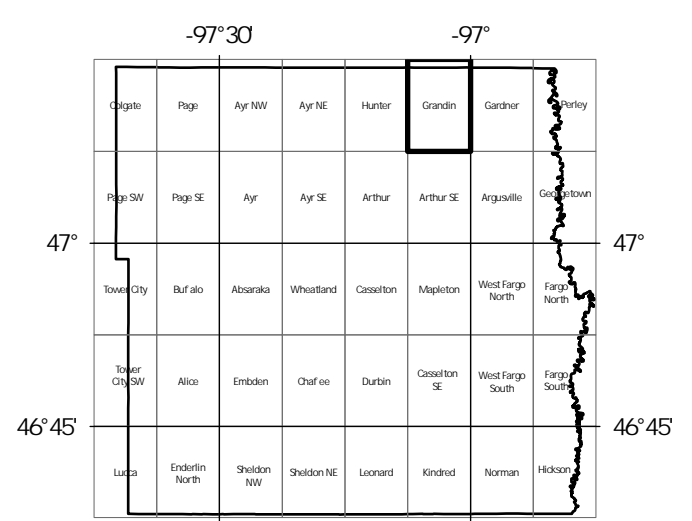 -97°30' -97°
Colgate Page Ayr NW Ayr NE Hunter Grandin Gardner Perley
Page SW Page SE Ayr Ayr SE Arthur Arthur SE Argusville Georgetown
47° 47°
Tower City Buf alo Absaraka Wheatland Casselton Mapleton West Fargo North Fargo North
Tower City SW Alice Embden Chaf ee Durbin Casselton SE West Fargo South Fargo South
46°45' 46°45'
Lucca Enderlin North Sheldon NW Sheldon NE Leonard Kindred Norman Hickson